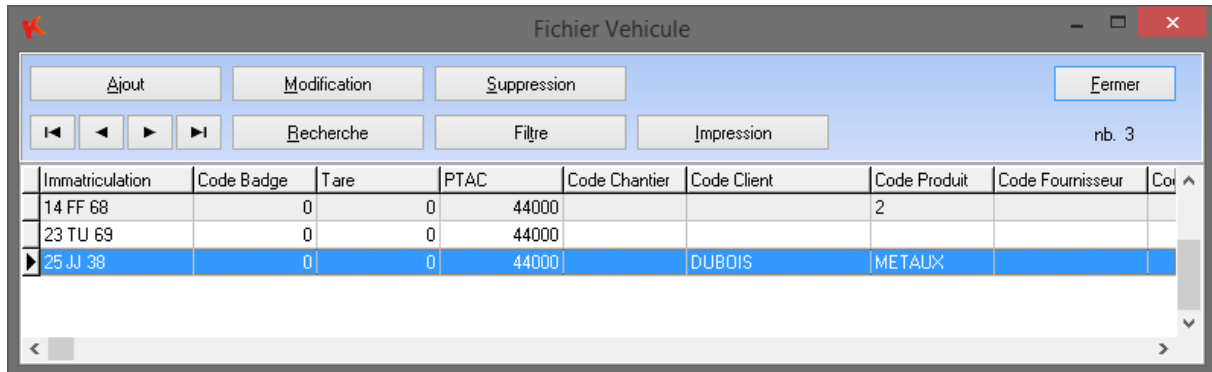 Fichier Vehicule
Ajout Modification Suppression Fermer
Recherche Filtre Impression nb. 3
Immatriculation Code Badge Tare PTAC Code Chantier Code Client Code Produit Code Fournisseur
14 FF 68 0 0 44000 2
23 TU 69 0 0 44000
25 JJ 38 0 0 44000 DUBOIS METAUX